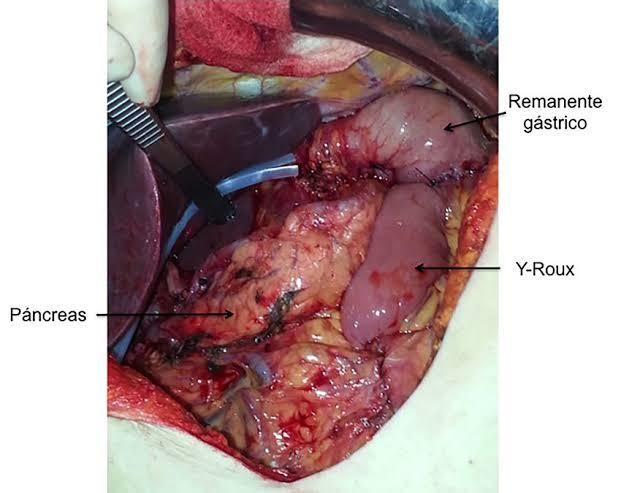 Remanente
gástrico
Y-Roux
Páncreas